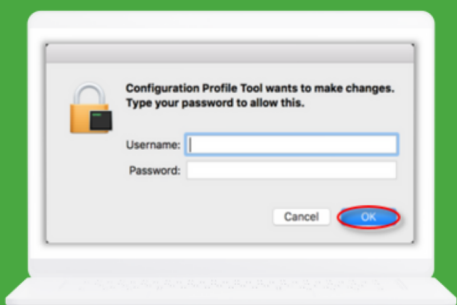 Configuration Profile Tool wants to make changes.
Type your password to allow this.
Username:
Password:
Cancel OK